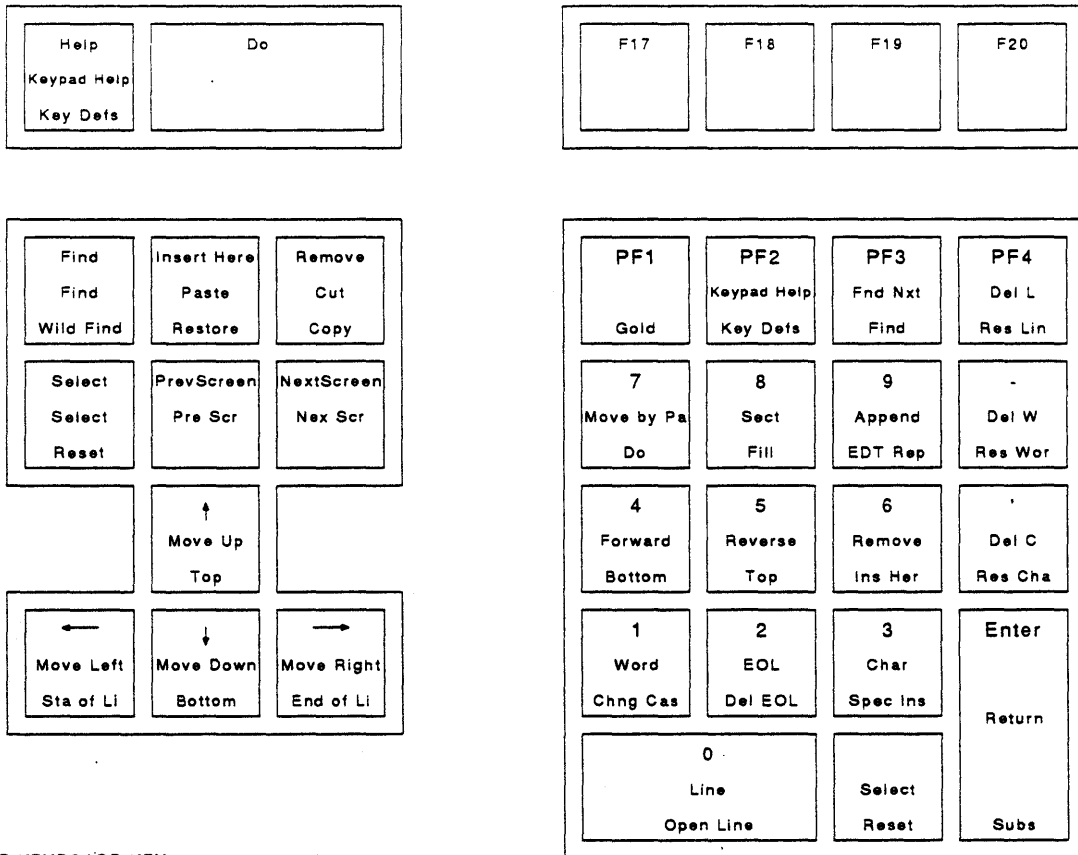 Help
Keypad Help
Key Defs
Do
F17
F18
F19
F20
Find
Find
Wild Find
Insert Here
Paste
Restore
Remove
Cut
Copy
Select
Select
Reset
PrevScreen
Pre Scr
NextScreen
Nex Scr
↑
Move Up
Top
←
Move Left
Sta of Li
↓
Move Down
Bottom
→
Move Right
End of Li
PF1
Gold
PF2
Keypad Help
Key Defs
PF3
Fnd Nxt
Find
PF4
Del L
Res Lin
7
Move by Pa
Do
8
Sect
Fill
9
Append
EDT Rep
-
Del W
Res Wor
4
Forward
Bottom
5
Reverse
Top
6
Remove
Ins Her
'
Del C
Res Cha
1
Word
Chng Cas
2
EOL
Del EOL
3
Char
Spec Ins
Enter
Return
Subs
0
Line
Open Line
Select
Reset